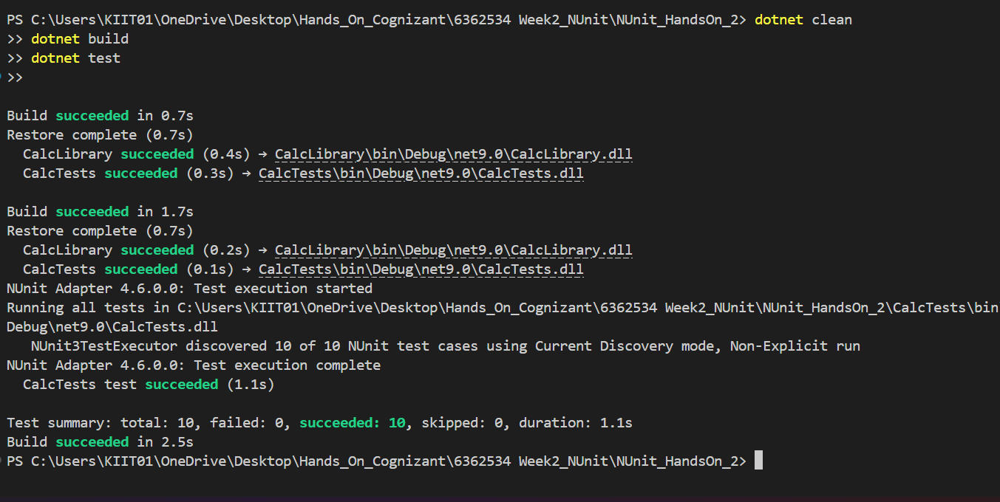 PS C:\Users\KIIT01\OneDrive\Desktop\Hands_On_Cognizant\6362534 Week2_NUnit\NUnit_HandsOn_2> dotnet clean
>> dotnet build
>> dotnet test
>>
Build succeeded in 0.7s
Restore complete (0.7s)
  CalcLibrary succeeded (0.4s) → CalcLibrary\bin\Debug\net9.0\CalcLibrary.dll
  CalcTests succeeded (0.3s) → CalcTests\bin\Debug\net9.0\CalcTests.dll
Build succeeded in 1.7s
Restore complete (0.7s)
  CalcLibrary succeeded (0.2s) → CalcLibrary\bin\Debug\net9.0\CalcLibrary.dll
  CalcTests succeeded (0.1s) → CalcTests\bin\Debug\net9.0\CalcTests.dll
NUnit Adapter 4.6.0.0: Test execution started
Running all tests in C:\Users\KIIT01\OneDrive\Desktop\Hands_On_Cognizant\6362534 Week2_NUnit\NUnit_HandsOn_2\CalcTests\bin
Debug\net9.0\CalcTests.dll
   NUnit3TestExecutor discovered 10 of 10 NUnit test cases using Current Discovery mode, Non-Explicit run
NUnit Adapter 4.6.0.0: Test execution complete
  CalcTests test succeeded (1.1s)
Test summary: total: 10, failed: 0, succeeded: 10, skipped: 0, duration: 1.1s
Build succeeded in 2.5s
PS C:\Users\KIIT01\OneDrive\Desktop\Hands_On_Cognizant\6362534 Week2_NUnit\NUnit_HandsOn_2>